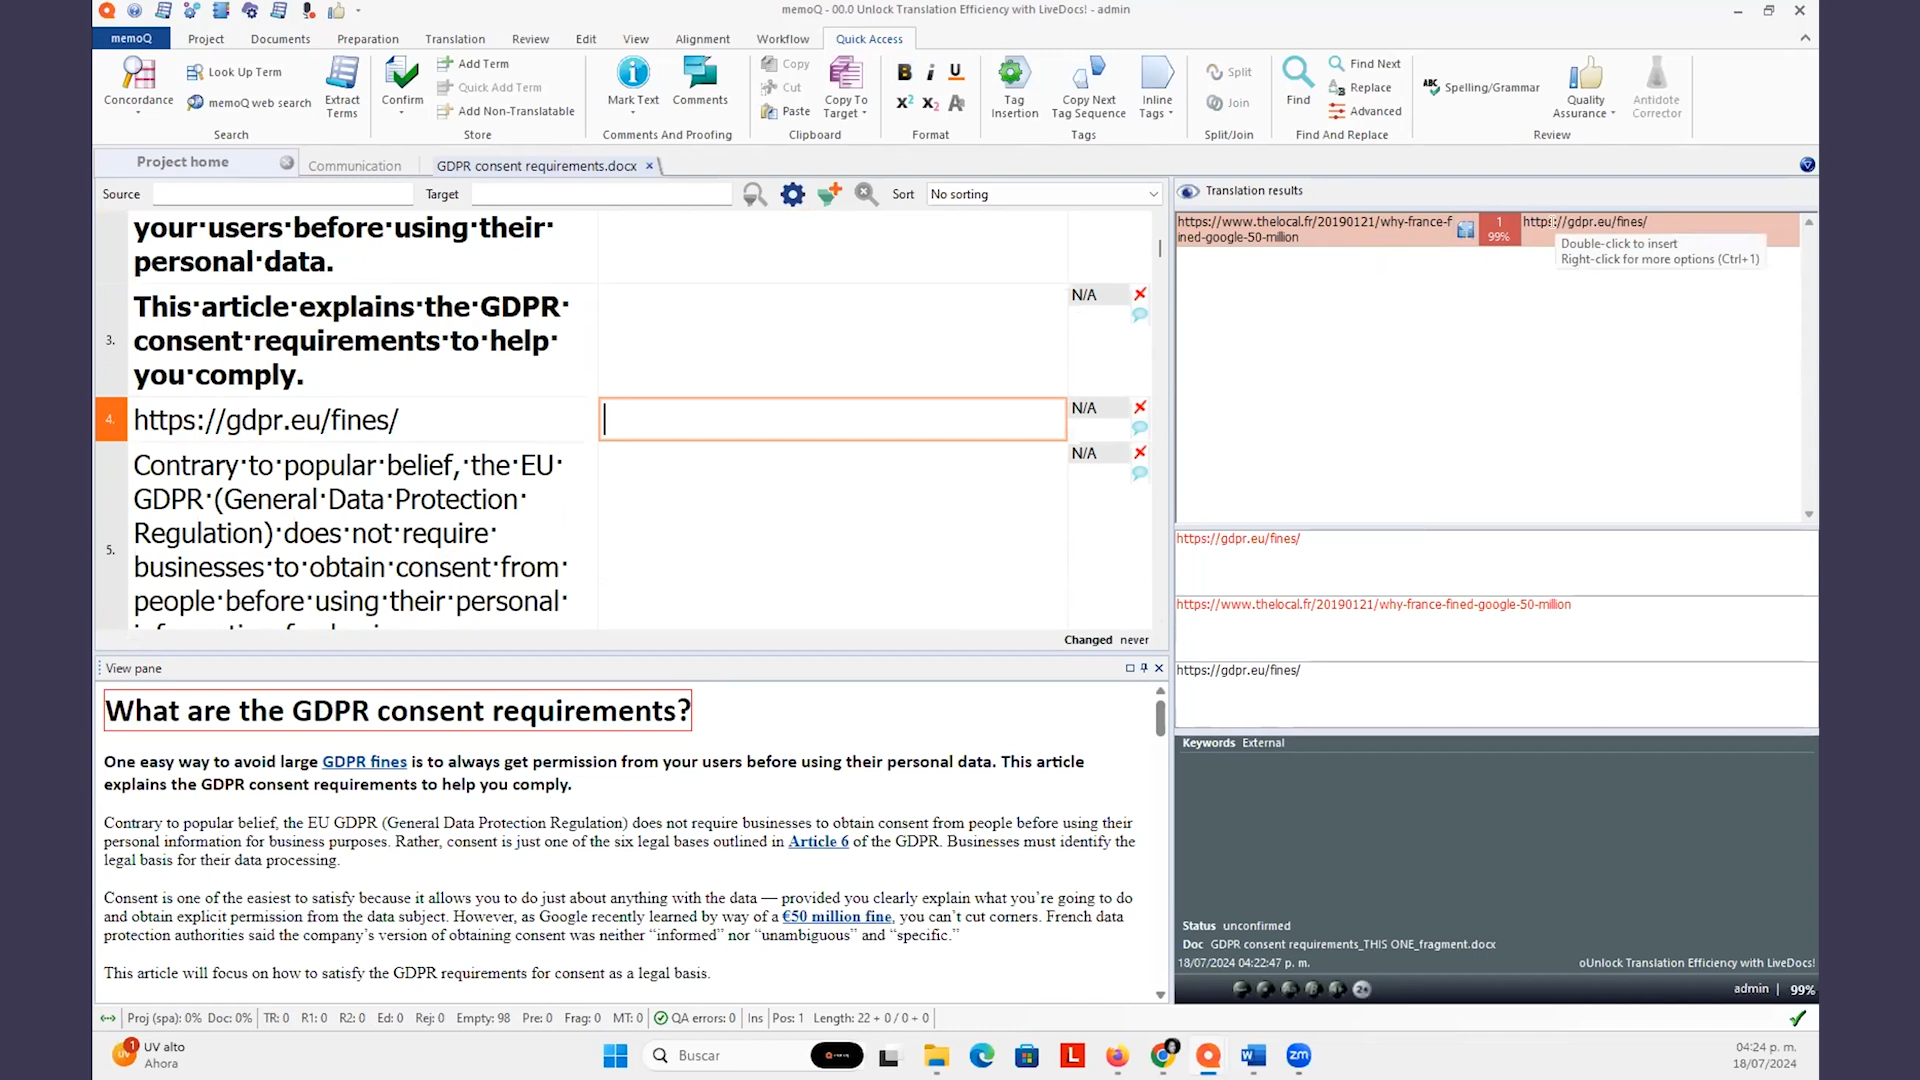 memoQ - 00.0 Unlock Translation Efficiency with LiveDocs! - admin
memoQ Project Documents Preparation Translation Review Edit View Alignment Workflow Quick Access
Concordance
Look Up Term
memoQ web search
Extract Terms
Search
Confirm
Add Term
Quick Add Term
Add Non-Translatable
Store
Mark Text
Comments
Comments And Proofing
Copy
Cut
Paste
Copy To Target
Clipboard
Format
Tag Insertion
Copy Next Tag Sequence
Inline Tags
Tags
Split
Join
Split/Join
Find
Find Next
Replace
Advanced
Find And Replace
Spelling/Grammar
Quality Assurance
Antidote Corrector
Review
Project home
Communication
GDPR consent requirements.docx
Source
Target
Sort No sorting
your·users·before·using·their·
personal·data.
3.
This·article·explains·the·GDPR·
consent·requirements·to·help·
you·comply.
N/A
4.
https://gdpr.eu/fines/
N/A
5.
Contrary·to·popular·belief,·the·EU·
GDPR·(General·Data·Protection·
Regulation)·does·not·require·
businesses·to·obtain·consent·from·
people·before·using·their·personal·
N/A
Changed never
View pane
What are the GDPR consent requirements?
One easy way to avoid large GDPR fines is to always get permission from your users before using their personal data. This article
explains the GDPR consent requirements to help you comply.
Contrary to popular belief, the EU GDPR (General Data Protection Regulation) does not require businesses to obtain consent from people before using their
personal information for business purposes. Rather, consent is just one of the six legal bases outlined in Article 6 of the GDPR. Businesses must identify the
legal basis for their data processing.
Consent is one of the easiest to satisfy because it allows you to do just about anything with the data — provided you clearly explain what you’re going to do
and obtain explicit permission from the data subject. However, as Google recently learned by way of a €50 million fine, you can’t cut corners. French data
protection authorities said the company’s version of obtaining consent was neither “informed” nor “unambiguous” and “specific.”
This article will focus on how to satisfy the GDPR requirements for consent as a legal basis.
Translation results
https://www.thelocal.fr/20190121/why-france-f
ined-google-50-million
1
99%
https://gdpr.eu/fines/
Double-click to insert
Right-click for more options (Ctrl+1)
https://gdpr.eu/fines/
https://www.thelocal.fr/20190121/why-france-fined-google-50-million
https://gdpr.eu/fines/
Keywords External
Status unconfirmed
Doc GDPR consent requirements_THIS ONE_fragment.docx
18/07/2024 04:22:47 p. m. oUnlock Translation Efficiency with LiveDocs!
admin | 99%
Proj (spa): 0% Doc: 0% TR: 0 R1: 0 R2: 0 Ed: 0 Rej: 0 Empty: 98 Pre: 0 Frag: 0 MT: 0 QA errors: 0 Ins Pos: 1 Length: 22 + 0 / 0 + 0
1
UV alto
Ahora
Buscar
L
W
zm
04:24 p. m.
18/07/2024